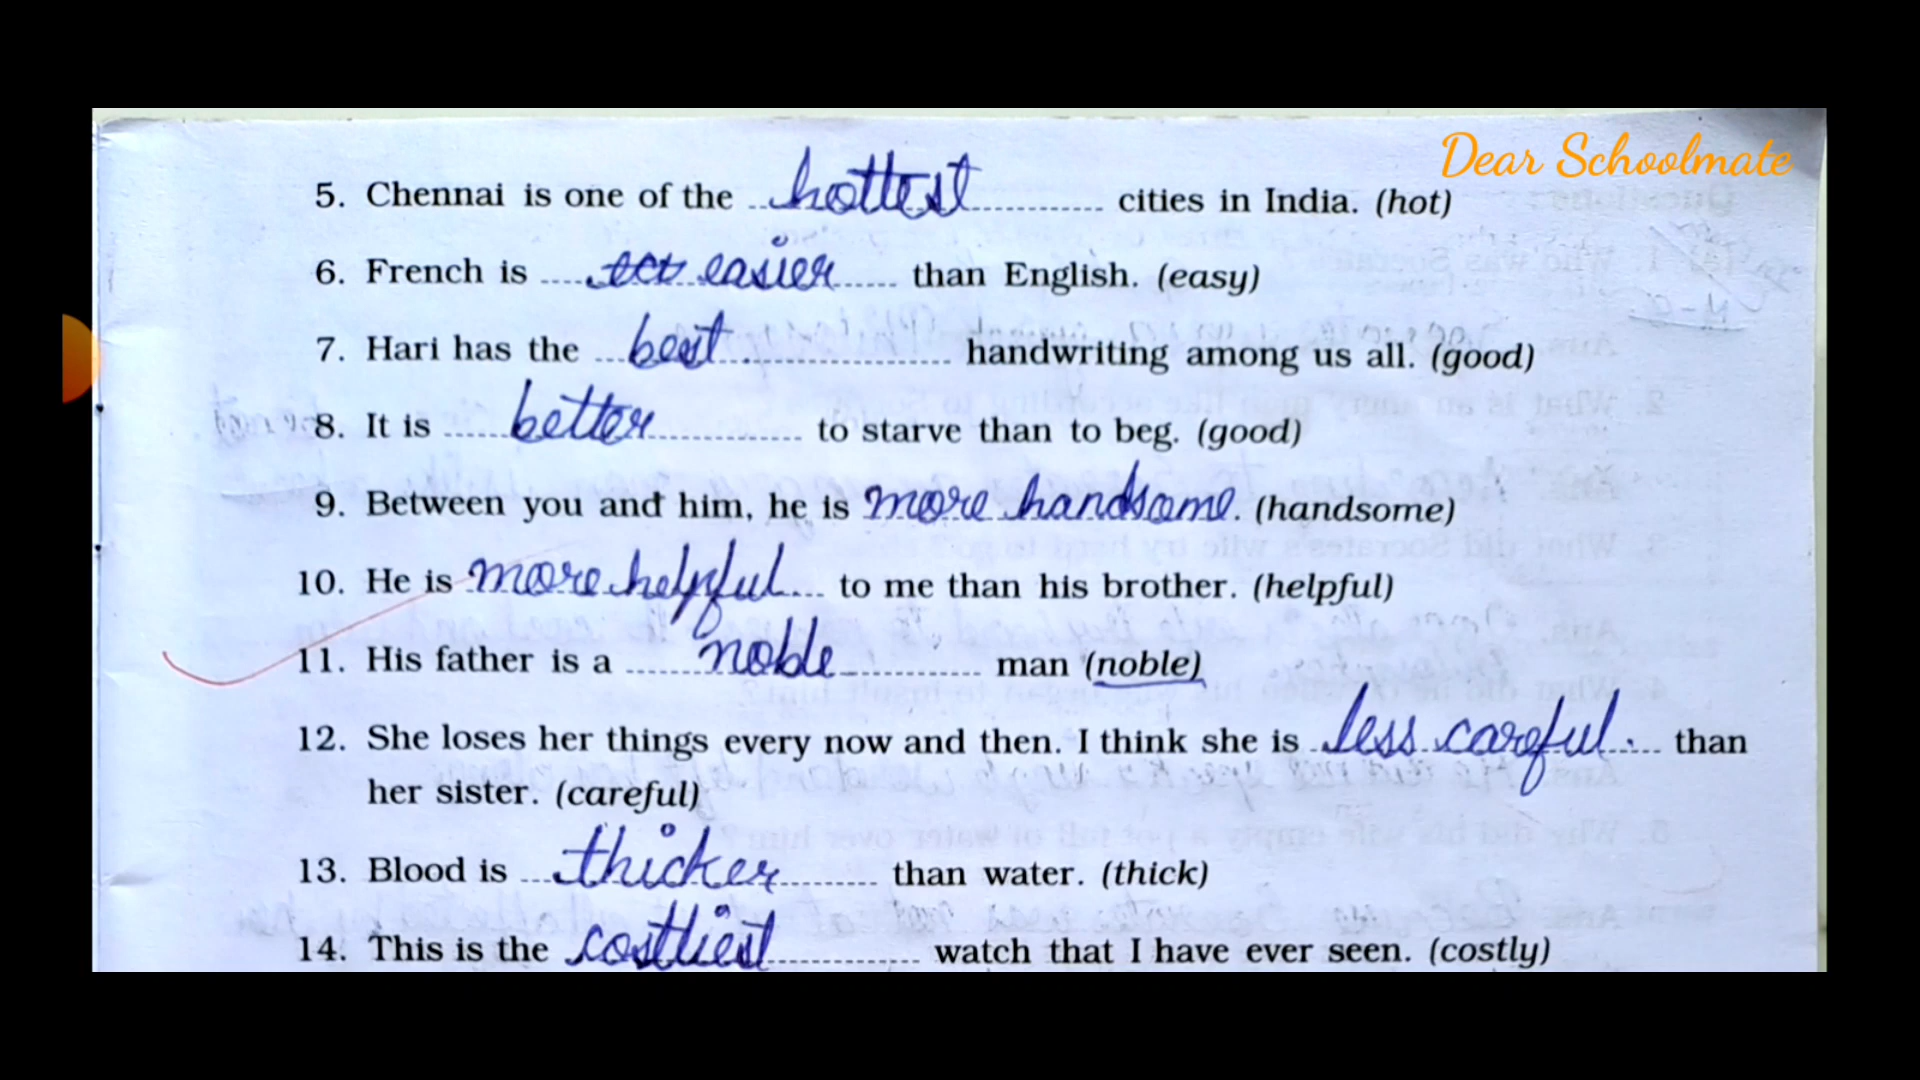 Dear Schoolmate
5. Chennai is one of the hottest cities in India. (hot)
6. French is easier than English. (easy)
7. Hari has the best handwriting among us all. (good)
8. It is better to starve than to beg. (good)
9. Between you and him, he is more handsome. (handsome)
10. He is more helpful to me than his brother. (helpful)
11. His father is a noble man (noble)
12. She loses her things every now and then. I think she is less careful. than
her sister. (careful)
13. Blood is thicker than water. (thick)
14. This is the costliest watch that I have ever seen. (costly)